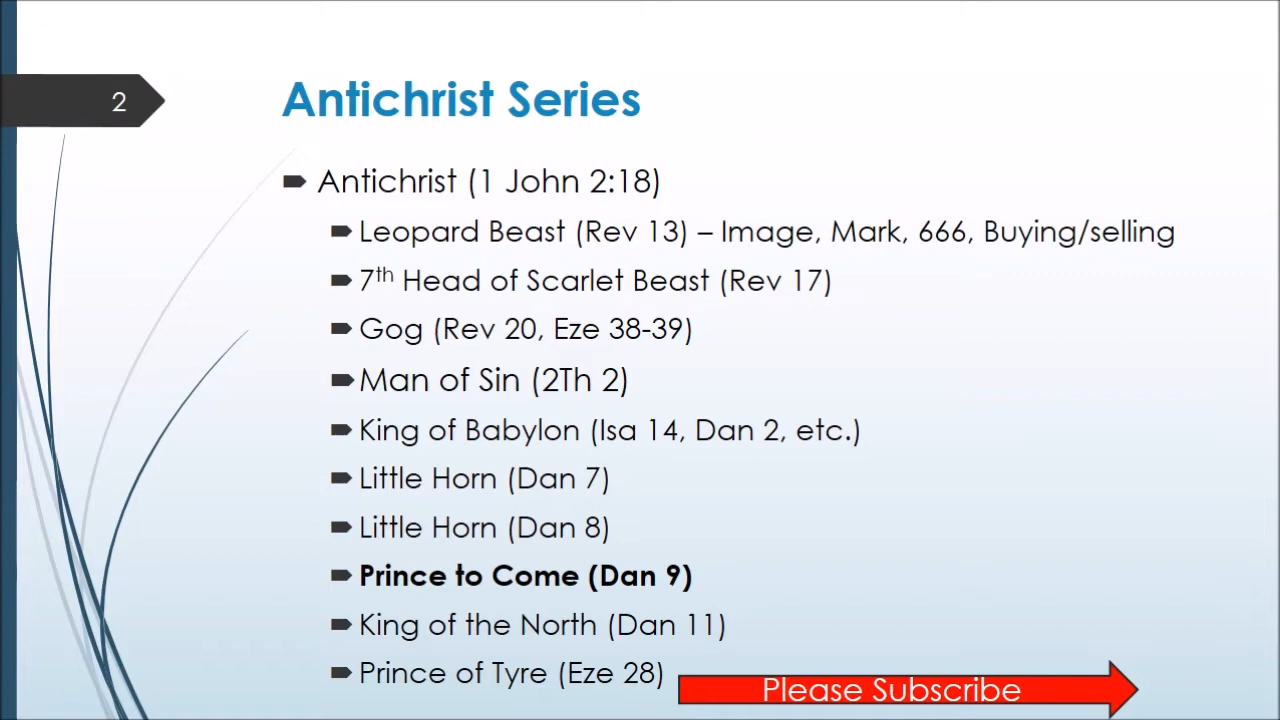 2
Antichrist Series
Antichrist (1 John 2:18)
Leopard Beast (Rev 13) – Image, Mark, 666, Buying/selling
7th Head of Scarlet Beast (Rev 17)
Gog (Rev 20, Eze 38-39)
Man of Sin (2Th 2)
King of Babylon (Isa 14, Dan 2, etc.)
Little Horn (Dan 7)
Little Horn (Dan 8)
Prince to Come (Dan 9)
King of the North (Dan 11)
Prince of Tyre (Eze 28)
Please Subscribe